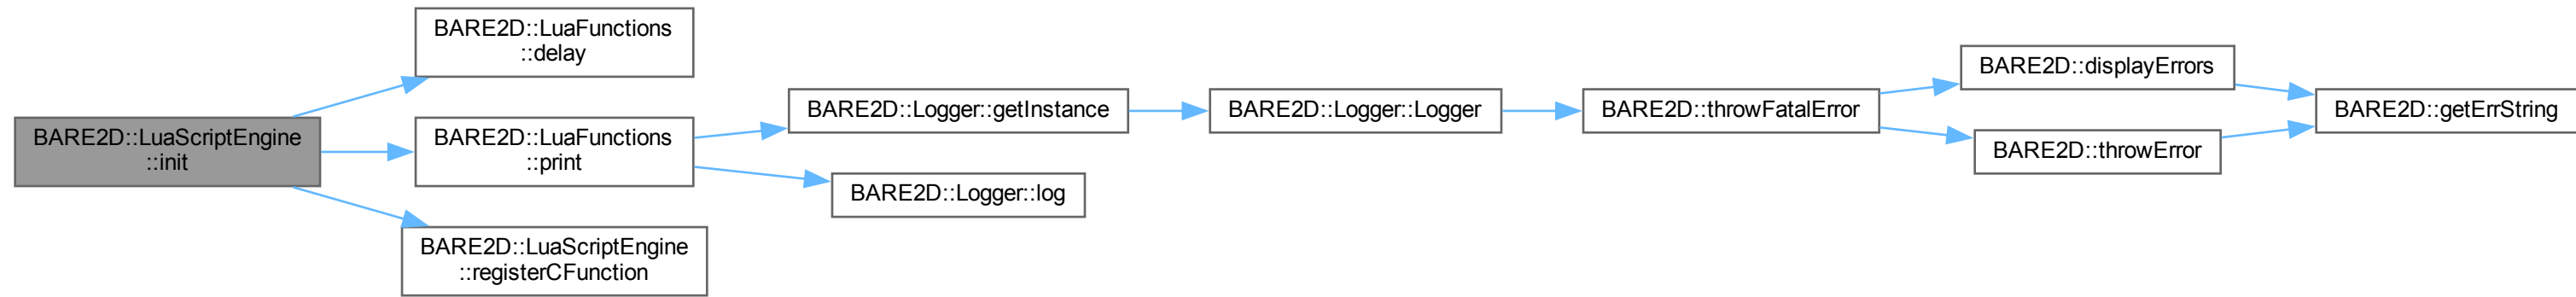 BARE2D::LuaScriptEngine
::init
BARE2D::LuaFunctions
::delay
BARE2D::LuaFunctions
::print
BARE2D::LuaScriptEngine
::registerCFunction
BARE2D::Logger::getInstance
BARE2D::Logger::log
BARE2D::Logger::Logger
BARE2D::throwFatalError
BARE2D::displayErrors
BARE2D::throwError
BARE2D::getErrString